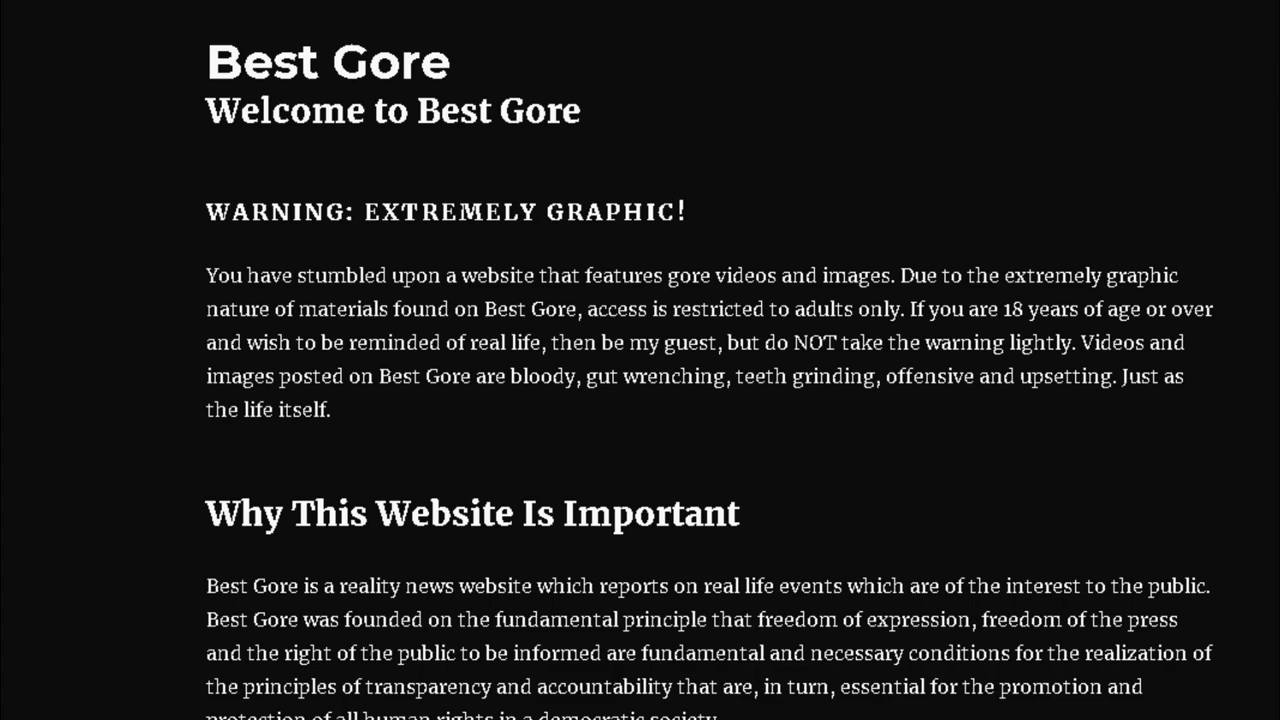 Best Gore
Welcome to Best Gore
WARNING: EXTREMELY GRAPHIC!
You have stumbled upon a website that features gore videos and images. Due to the extremely graphic
nature of materials found on Best Gore, access is restricted to adults only. If you are 18 years of age or over
and wish to be reminded of real life, then be my guest, but do NOT take the warning lightly. Videos and
images posted on Best Gore are bloody, gut wrenching, teeth grinding, offensive and upsetting. Just as
the life itself.
Why This Website Is Important
Best Gore is a reality news website which reports on real life events which are of the interest to the public.
Best Gore was founded on the fundamental principle that freedom of expression, freedom of the press
and the right of the public to be informed are fundamental and necessary conditions for the realization of
the principles of transparency and accountability that are, in turn, essential for the promotion and
protection of all human rights in a democratic society.